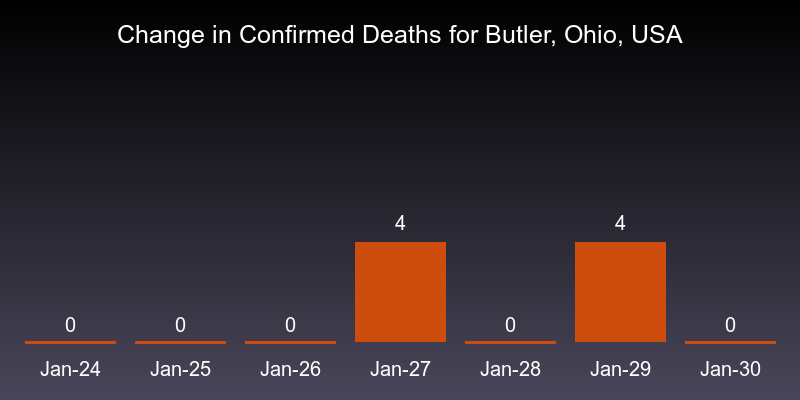 Change in Confirmed Deaths for Butler, Ohio, USA
4 4
0 0 0 0 0
Jan-24 Jan-25 Jan-26 Jan-27 Jan-28 Jan-29 Jan-30